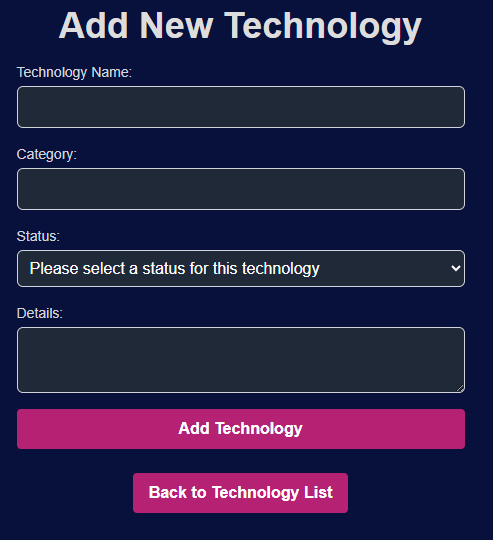 Add New Technology
Technology Name:
Category:
Status:
Please select a status for this technology
Details:
Add Technology
Back to Technology List